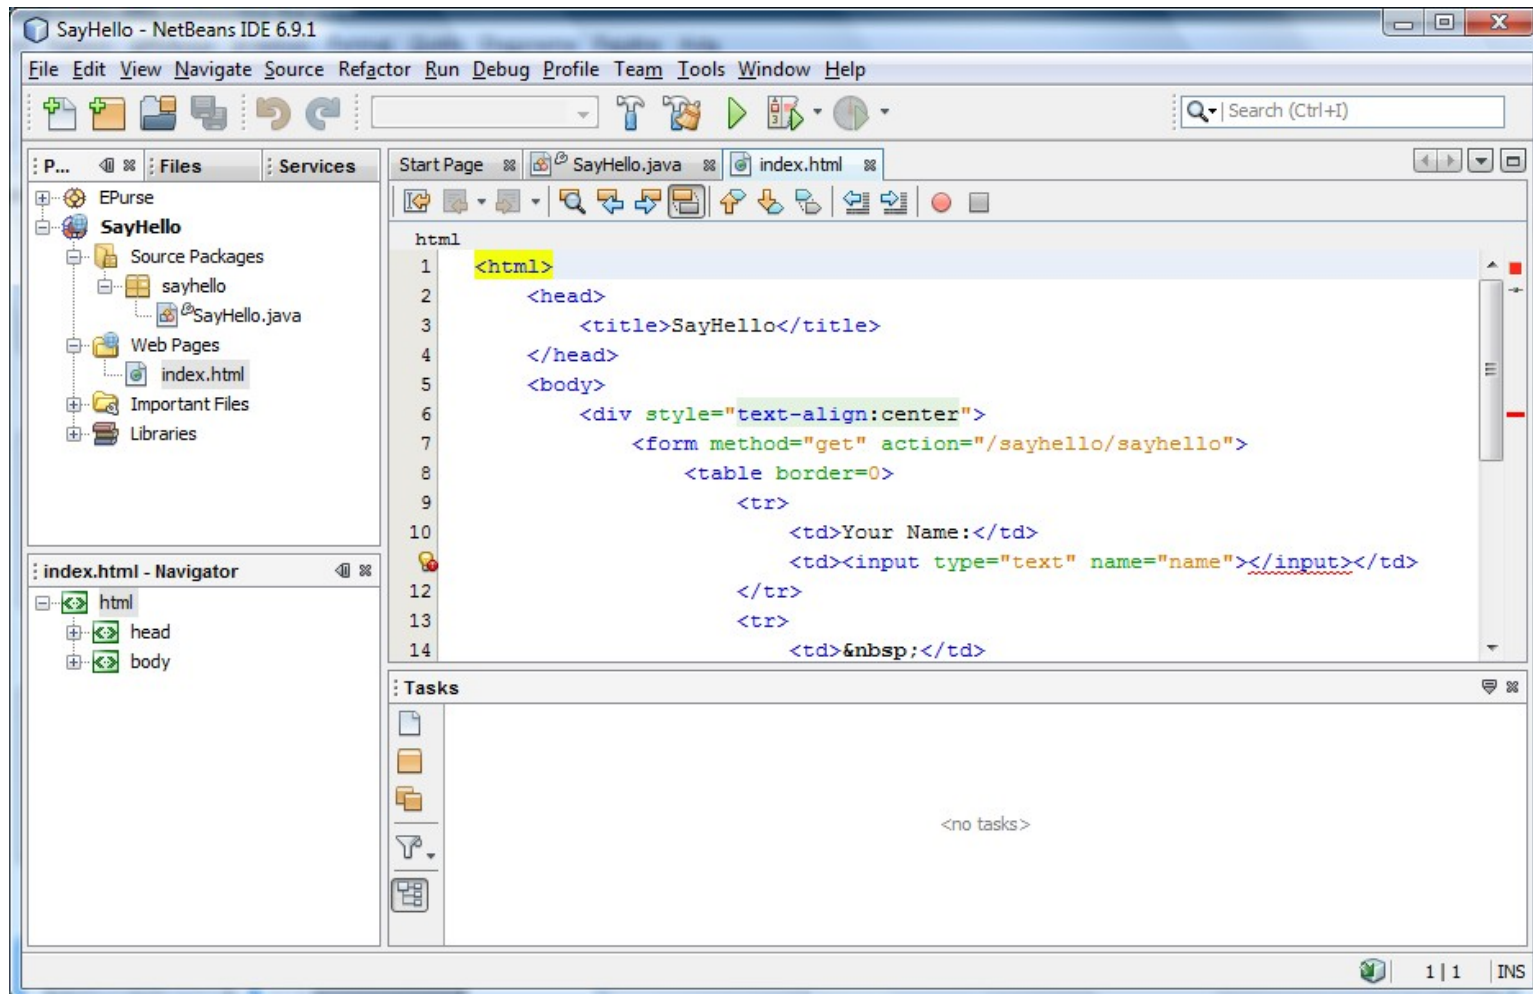 SayHello - NetBeans IDE 6.9.1
File Edit View Navigate Source Refactor Run Debug Profile Team Tools Window Help
Search (Ctrl+I)
P... Files Services
EPurse
SayHello
Source Packages
sayhello
SayHello.java
Web Pages
index.html
Important Files
Libraries
index.html - Navigator
html
head
body
Start Page SayHello.java index.html
html
1 <html>
2 <head>
3 <title>SayHello</title>
4 </head>
5 <body>
6 <div style="text-align:center">
7 <form method="get" action="/sayhello/sayhello">
8 <table border=0>
9 <tr>
10 <td>Your Name:</td>
<td><input type="text" name="name"></input></td>
12 </tr>
13 <tr>
14 <td>&nbsp;</td>
Tasks
<no tasks>
1 | 1 INS